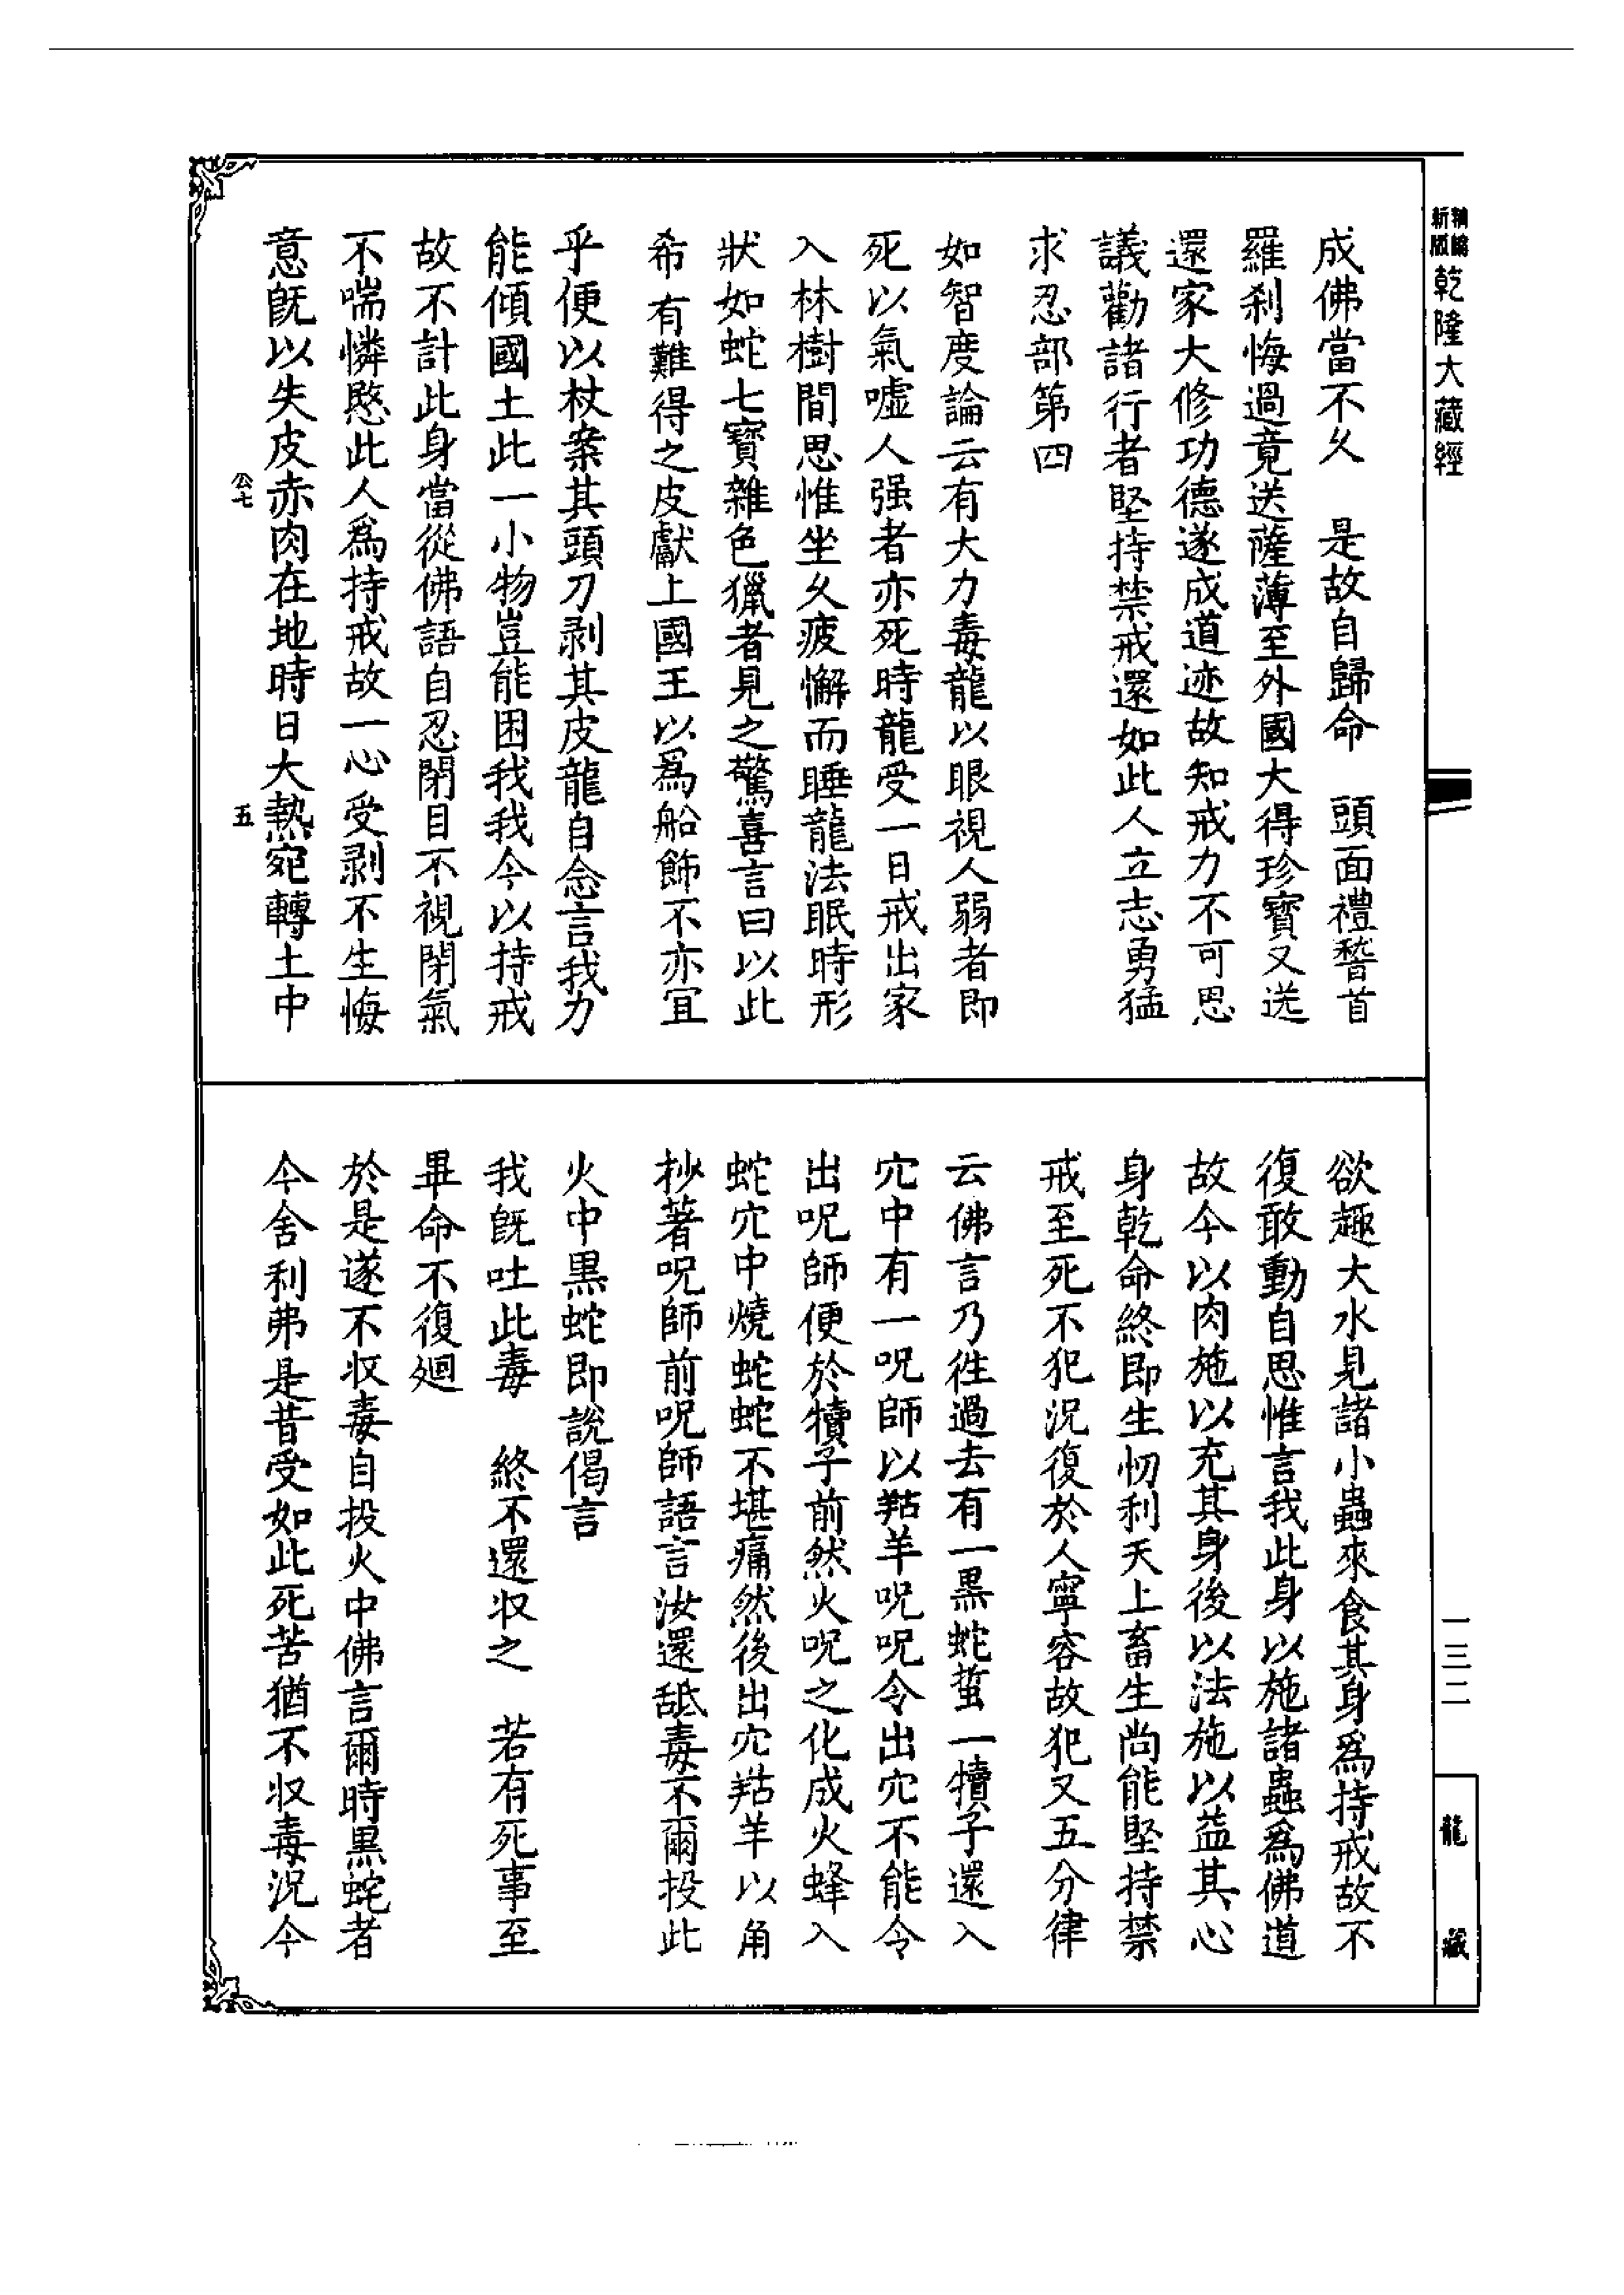 新編縮版
乾隆大藏經
成佛當不久　是故自歸命　頭面禮稽首
羅刹悔過竟送薩薄至外國大得珍寶又送
還家大修功德遂成道迹故知戒力不可思
議勸諸行者堅持禁戒還如此人立志勇猛
求忍部第四
如智度論云有大力毒龍以眼視人弱者即
死以氣噓人强者亦死時龍受一日戒出家
入林樹間思惟坐久疲懈而睡龍法眠時形
狀如蛇七寶雜色獵者見之驚喜言曰以此
希有難得之皮獻上國王以爲船飾不亦宜
乎便以杖案其頭刀剥其皮龍自念言我力
能傾國土此一小物豈能困我我今以持戒
故不計此身當從佛語自忍閉目不視閉氣
不喘憐愍此人爲持戒故一心受剥不生悔
意旣以失皮赤肉在地時日大熱宛轉土中
公七
五
欲趣大水見諸小蟲來食其身爲持戒故不
復敢動自思惟言我此身以施諸蟲爲佛道
故今以肉施以充其身後以法施以益其心
身乾命終即生忉利天上畜生尚能堅持禁
戒至死不犯況復於人寧容故犯又五分律
云佛言乃徃過去有一黒蛇螫一犢子還入
穴中有一呪師以羖羊呪呪令出穴不能令
出呪師便於犢子前然火呪之化成火蜂入
蛇穴中燒蛇蛇不堪痛然後出穴羖羊以角
抄著呪師前呪師語言汝還舐毒不爾投此
火中黒蛇即說偈言
我旣吐此毒　終不還収之　若有死事至
畢命不復廻
於是遂不収毒自投火中佛言爾時黒蛇者
今舍利弗是昔受如此死苦猶不収毒況今
一三二
龍藏